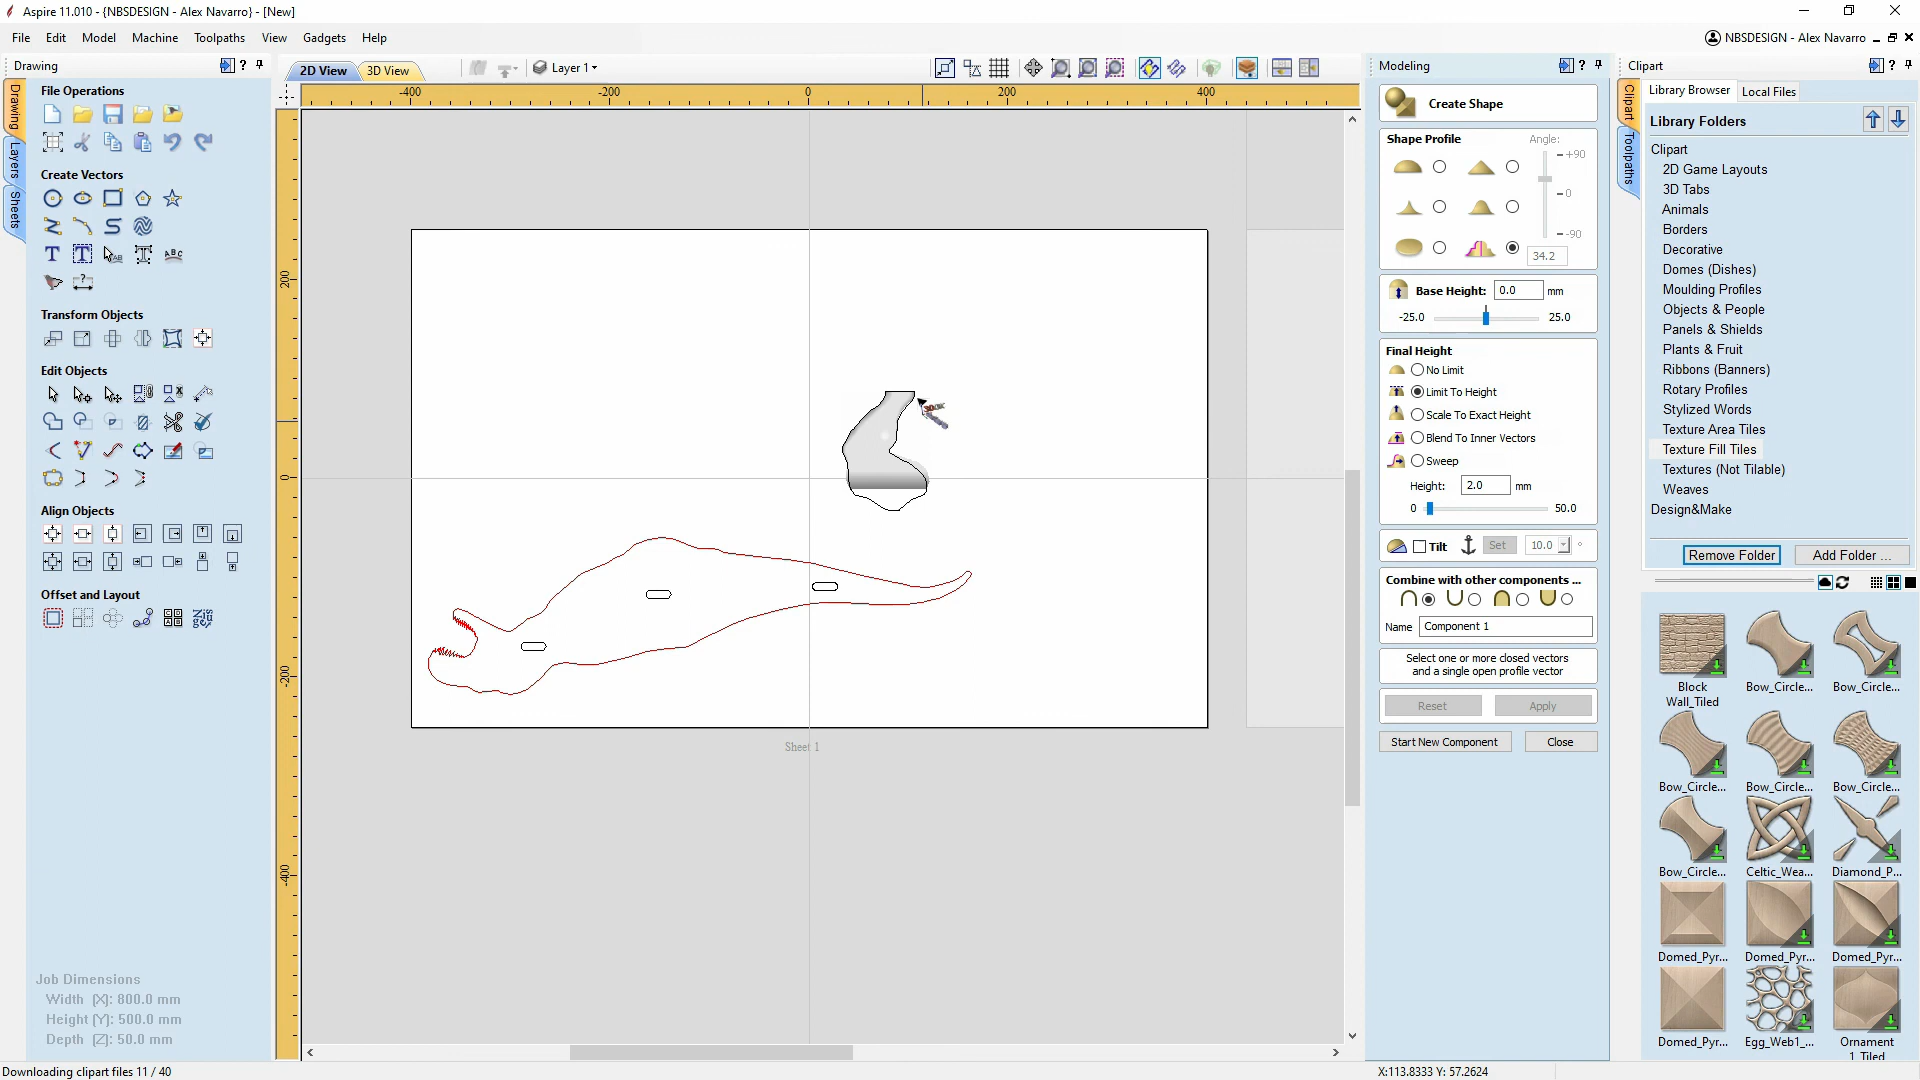 Aspire 11.010 - {NBSDESIGN - Alex Navarro} - [New]
File Edit Model Machine Toolpaths View Gadgets Help
NBSDESIGN - Alex Navarro
Drawing
2D View
3D View
Layer 1
Modeling
Clipart
Drawing
Layers
Sheets
File Operations
Create Vectors
Transform Objects
Edit Objects
Align Objects
Offset and Layout
Job Dimensions
Width (X): 800.0 mm
Height (Y): 500.0 mm
Depth (Z): 50.0 mm
-400 -200 0 200 400
200
0
-200
-400
Sheet 1
Create Shape
Shape Profile
Angle:
+90
0
-90
34.2
Base Height: 0.0 mm
-25.0 25.0
Final Height
No Limit
Limit To Height
Scale To Exact Height
Blend To Inner Vectors
Sweep
Height: 2.0 mm
0 50.0
Tilt Set 10.0 °
Combine with other components ...
Name Component 1
Select one or more closed vectors
and a single open profile vector
Reset Apply
Start New Component Close
Clipart
Toolpaths
Library Browser Local Files
Library Folders
Clipart
2D Game Layouts
3D Tabs
Animals
Borders
Decorative
Domes (Dishes)
Moulding Profiles
Objects & People
Panels & Shields
Plants & Fruit
Ribbons (Banners)
Rotary Profiles
Stylized Words
Texture Area Tiles
Texture Fill Tiles
Textures (Not Tilable)
Weaves
Design&Make
Remove Folder Add Folder ...
Block
Wall_Tiled
Bow_Circle...
Bow_Circle...
Bow_Circle...
Bow_Circle...
Bow_Circle...
Bow_Circle...
Celtic_Wea...
Diamond_P...
Domed_Pyr...
Domed_Pyr...
Domed_Pyr...
Domed_Pyr...
Egg_Web1_...
Ornament
1_Tiled
Downloading clipart files 11 / 40
X:113.8333 Y: 57.2624